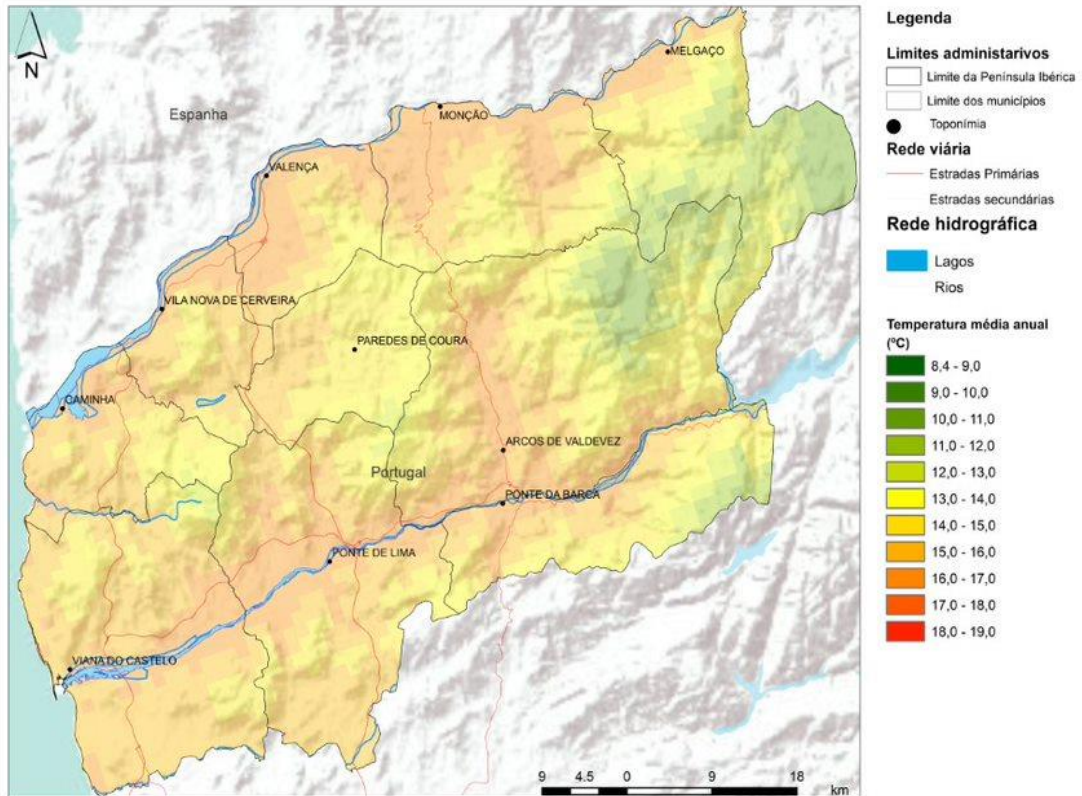 N
Espanha
MELGAÇO
MONÇÃO
VALENÇA
VILA NOVA DE CERVEIRA
PAREDES DE COURA
CAMINHA
ARCOS DE VALDEVEZ
Portugal
PONTE DA BARCA
PONTE DE LIMA
VIANA DO CASTELO
9 4.5 0 9 18
km
Legenda
Limites administarivos
Limite da Península Ibérica
Limite dos municípios
Toponímia
Rede viária
Estradas Primárias
Estradas secundárias
Rede hidrográfica
Lagos
Rios
Temperatura média anual
(ºC)
8,4 - 9,0
9,0 - 10,0
10,0 - 11,0
11,0 - 12,0
12,0 - 13,0
13,0 - 14,0
14,0 - 15,0
15,0 - 16,0
16,0 - 17,0
17,0 - 18,0
18,0 - 19,0